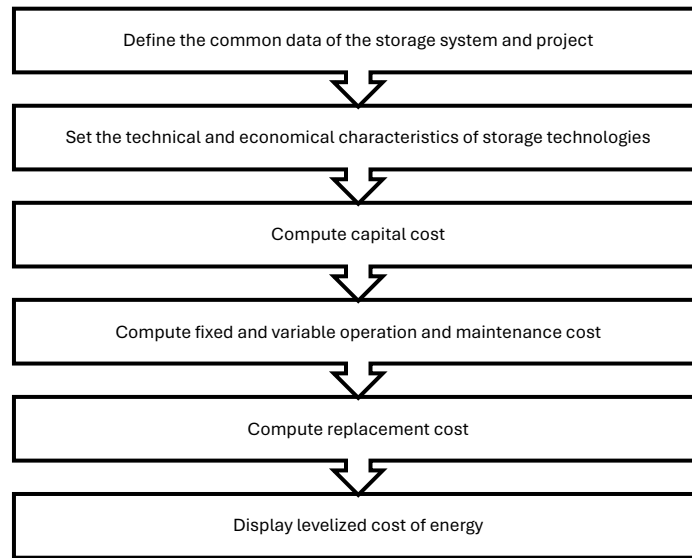 Define the common data of the storage system and project
Set the technical and economical characteristics of storage technologies
Compute capital cost
Compute fixed and variable operation and maintenance cost
Compute replacement cost
Display levelized cost of energy